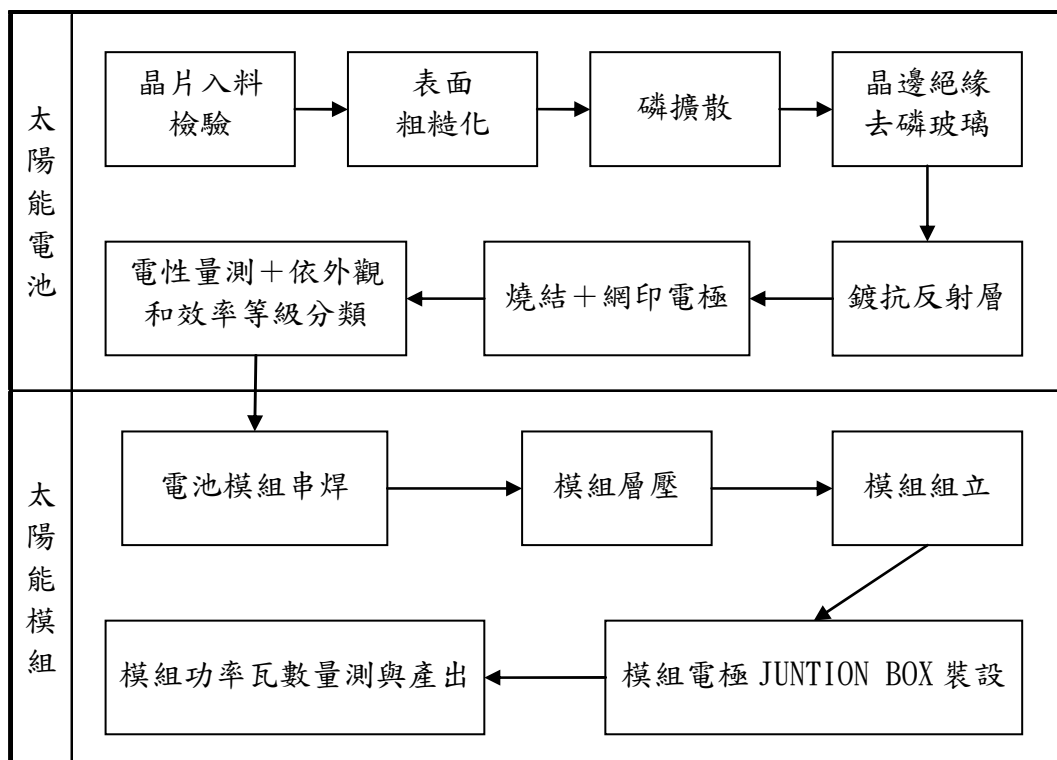 太陽能電池
晶片入料
檢驗
表面
粗糙化
磷擴散
晶邊絕緣
去磷玻璃
電性量測＋依外觀
和效率等級分類
燒結＋網印電極
鍍抗反射層
太陽能模組
電池模組串焊
模組層壓
模組組立
模組功率瓦數量測與產出
模組電極 JUNTION BOX 裝設